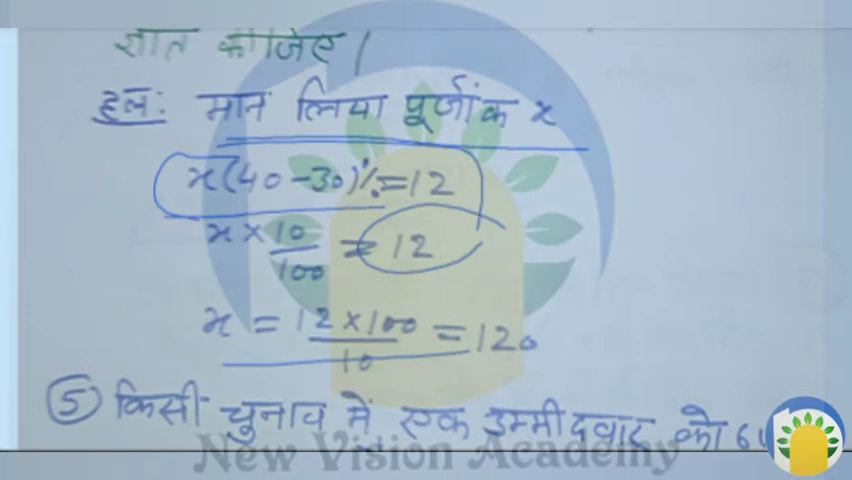 ज्ञात कीजिए।
हल: मान लिया पूर्णांक x
x(40-30)%=12
x × 10/100 = 12
x = 12×100/10 = 120
⑤ किसी चुनाव में एक उम्मीदवार को
New Vision Academy